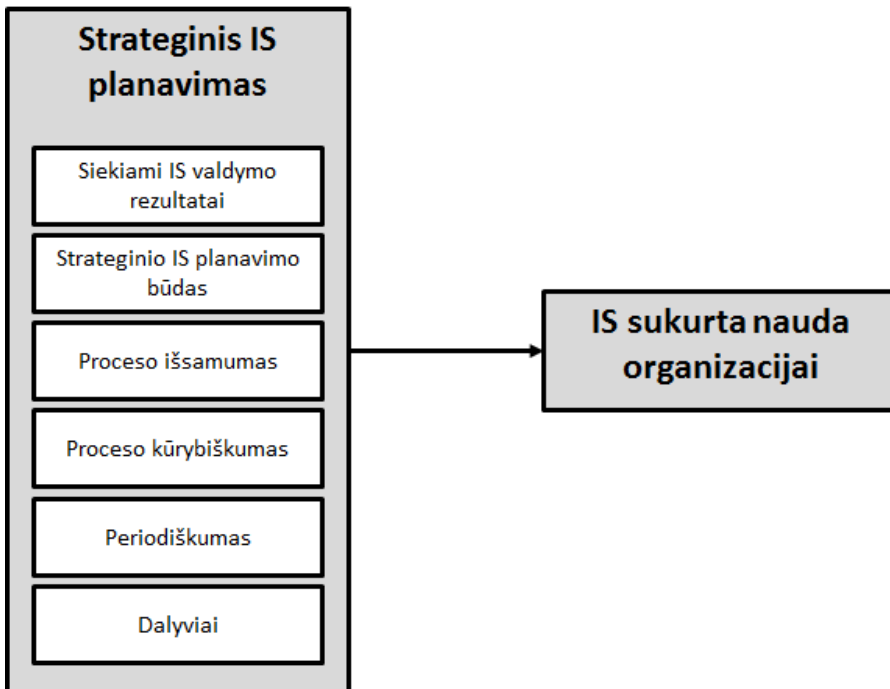 Strateginis IS
planavimas
Siekiami IS valdymo
rezultatai
Strateginio IS planavimo
būdas
Proceso išsamumas
Proceso kūrybiškumas
Periodiškumas
Dalyviai
IS sukurta nauda
organizacijai